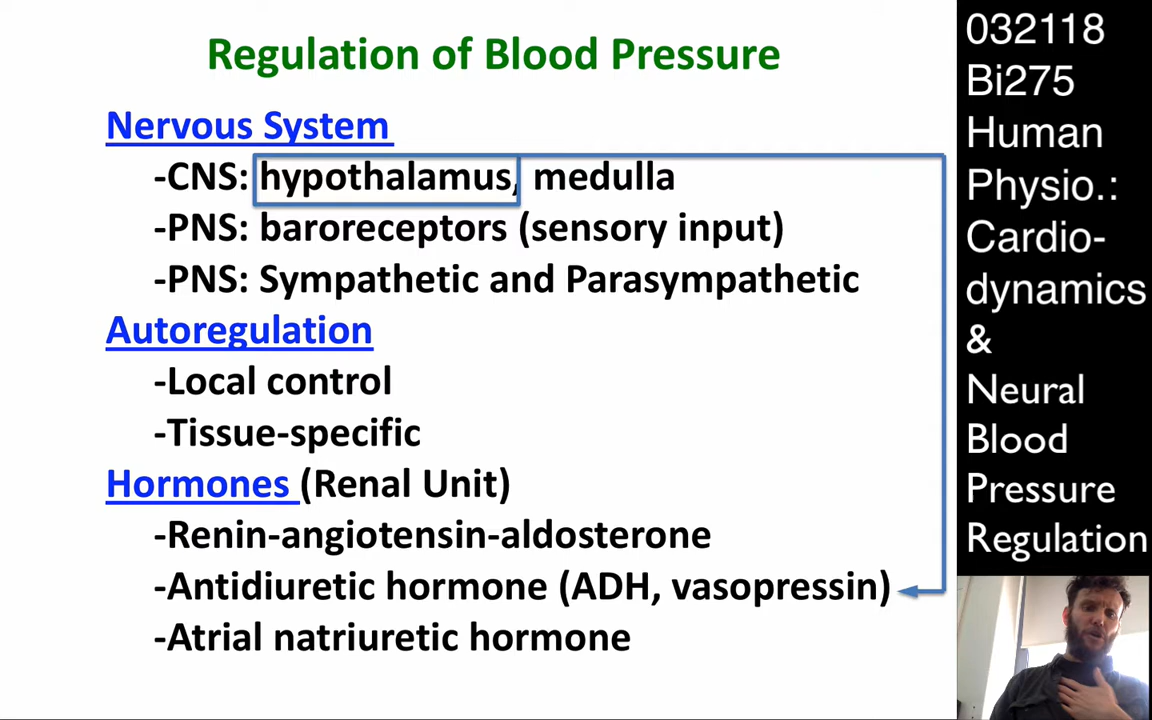 Regulation of Blood Pressure
Nervous System
-CNS: hypothalamus, medulla
-PNS: baroreceptors (sensory input)
-PNS: Sympathetic and Parasympathetic
Autoregulation
-Local control
-Tissue-specific
Hormones (Renal Unit)
-Renin-angiotensin-aldosterone
-Antidiuretic hormone (ADH, vasopressin)
-Atrial natriuretic hormone
032118
Bi275
Human
Physio.:
Cardio-
dynamics
&
Neural
Blood
Pressure
Regulation